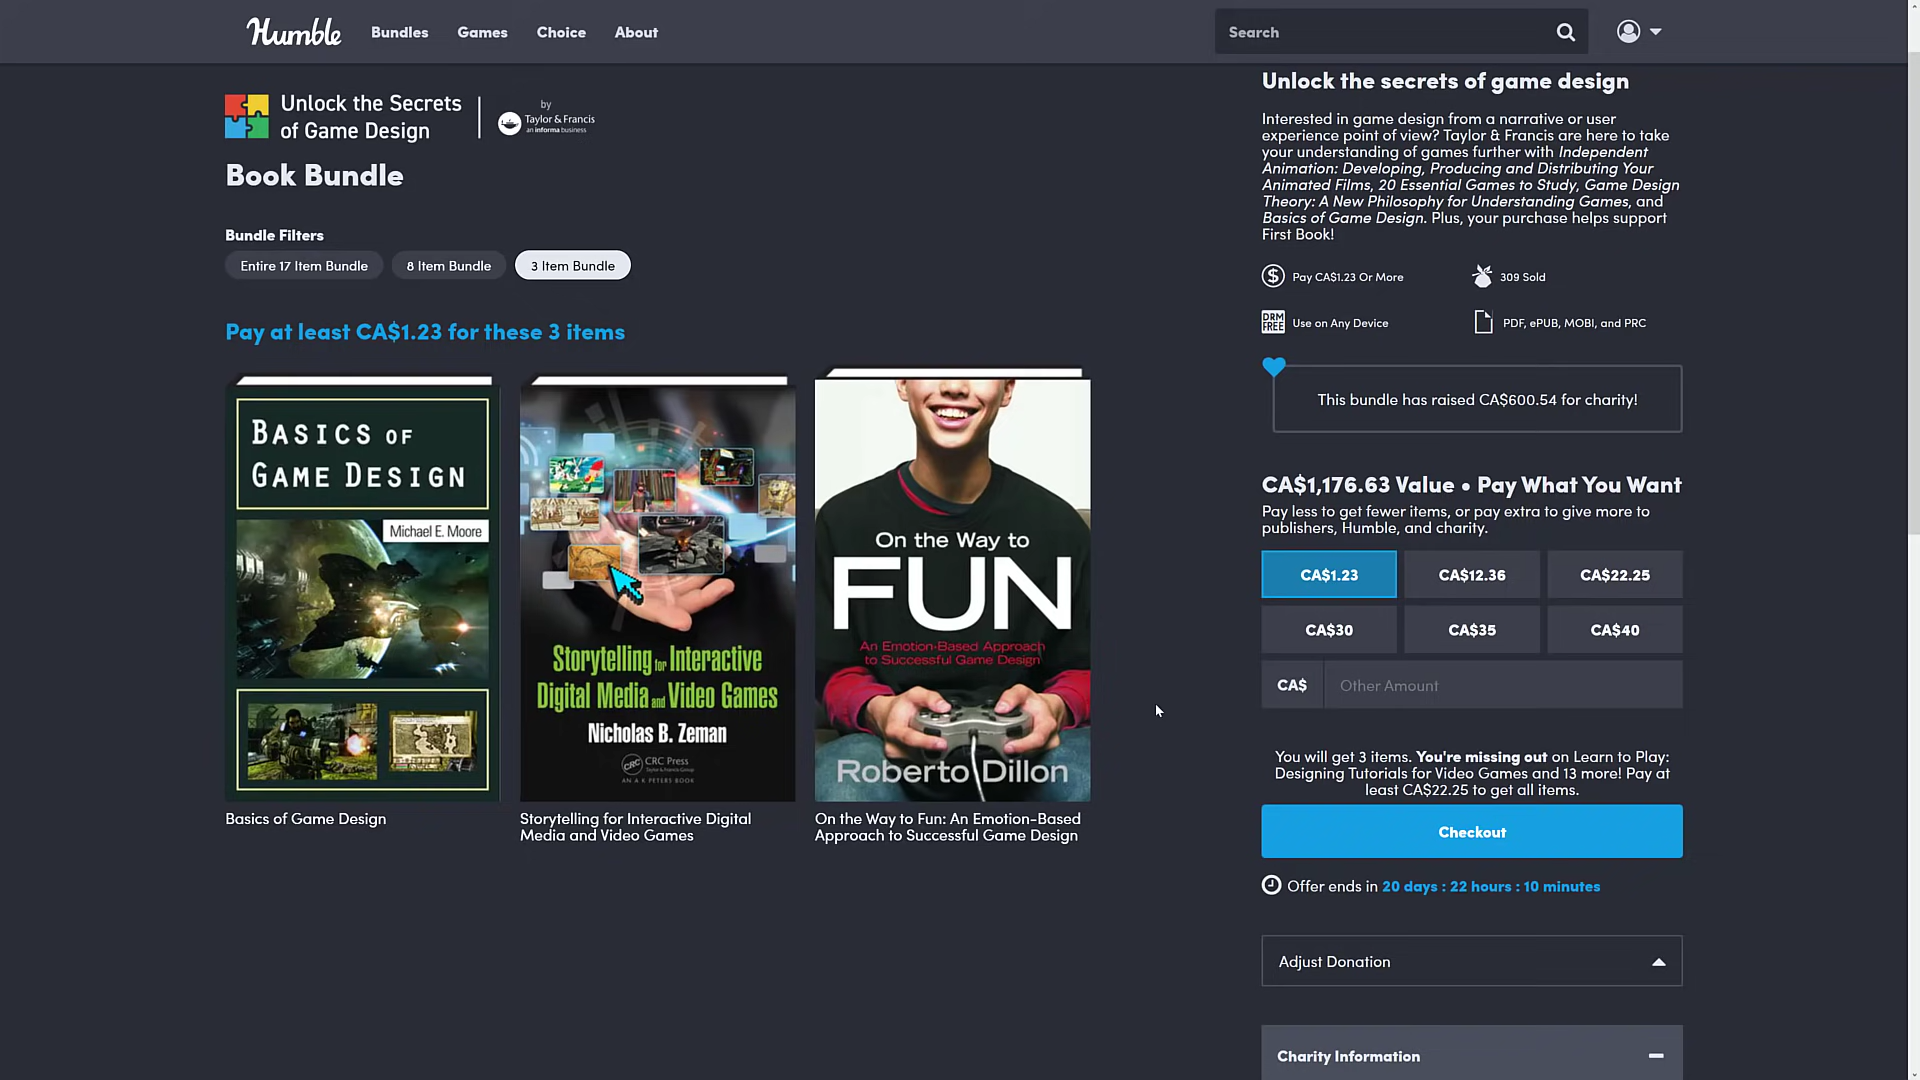 Humble
Bundles
Games
Choice
About
Search
Unlock the Secrets
of Game Design
by
Taylor & Francis
an informa business
Book Bundle
Bundle Filters
Entire 17 Item Bundle
8 Item Bundle
3 Item Bundle
Pay at least CA$1.23 for these 3 items
BASICS OF
GAME DESIGN
Michael E. Moore
Basics of Game Design
Storytelling for Interactive
Digital Media and Video Games
Nicholas B. Zeman
CRC
CRC Press
Taylor & Francis Group
AN A K PETERS BOOK
Storytelling for Interactive Digital
Media and Video Games
On the Way to
FUN
An Emotion-Based Approach
to Successful Game Design
Roberto Dillon
On the Way to Fun: An Emotion-Based
Approach to Successful Game Design
Unlock the secrets of game design
Interested in game design from a narrative or user
experience point of view? Taylor & Francis are here to take
your understanding of games further with Independent
Animation: Developing, Producing and Distributing Your
Animated Films, 20 Essential Games to Study, Game Design
Theory: A New Philosophy for Understanding Games, and
Basics of Game Design. Plus, your purchase helps support
First Book!
Pay CA$1.23 Or More
309 Sold
DRM
FREE
Use on Any Device
PDF, ePUB, MOBI, and PRC
This bundle has raised CA$600.54 for charity!
CA$1,176.63 Value • Pay What You Want
Pay less to get fewer items, or pay extra to give more to
publishers, Humble, and charity.
CA$1.23
CA$12.36
CA$22.25
CA$30
CA$35
CA$40
CA$
Other Amount
You will get 3 items. You're missing out on Learn to Play:
Designing Tutorials for Video Games and 13 more! Pay at
least CA$22.25 to get all items.
Checkout
Offer ends in 20 days : 22 hours : 10 minutes
Adjust Donation
Charity Information